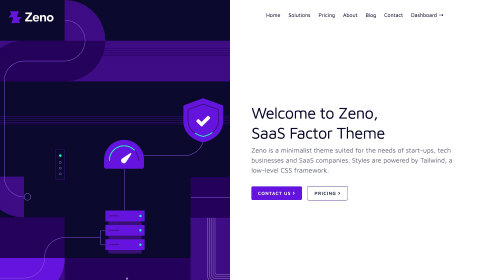 Zeno
Home Solutions Pricing About Blog Contact Dashboard →
Welcome to Zeno,
SaaS Factor Theme
Zeno is a minimalist theme suited for the needs of start-ups, tech
businesses and SaaS companies. Styles are powered by Tailwind, a
low-level CSS framework.
CONTACT US ›
PRICING ›